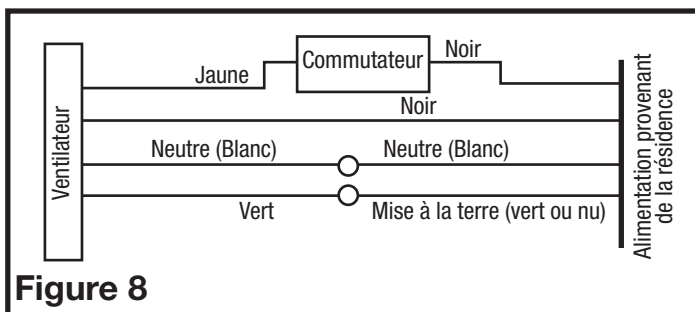 Commutateur
Noir
Jaune
Noir
Ventilateur
Neutre (Blanc)
Neutre (Blanc)
Vert
Mise à la terre (vert ou nu)
Alimentation provenant
de la résidence
Figure 8